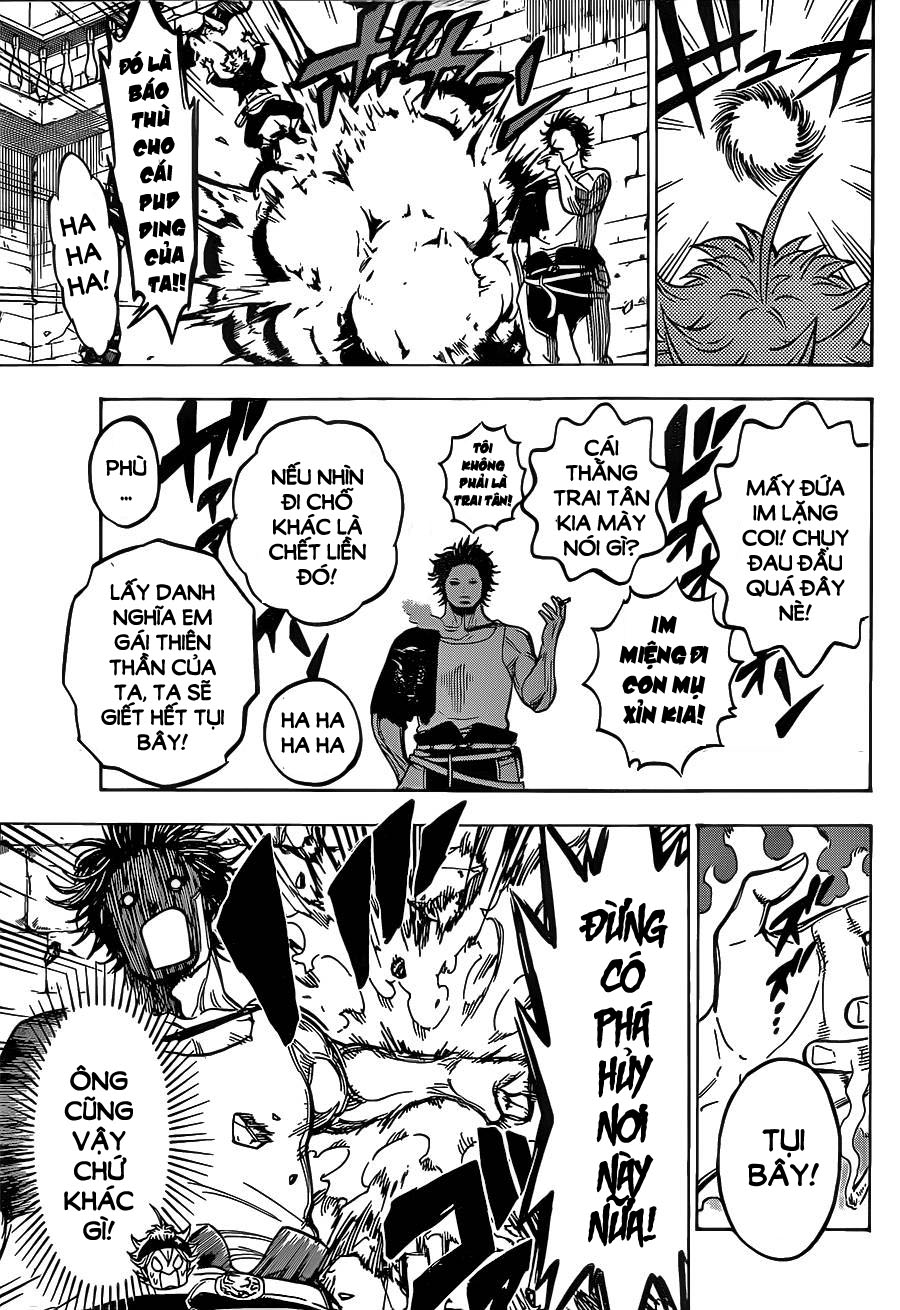 ĐÓ LÀ
BÁO
THÙ
CHO
CÁI
PUD
DING
CỦA
TA!!
HA
HA
HA!
MẤY ĐỨA
IM LẶNG
COI! CHỤY
ĐAU ĐẦU
QUÁ ĐÂY
NÈ!
CÁI
THẰNG
TRAI TÂN
KIA MÀY
NÓI GÌ?
IM
MIỆNG ĐI
CON MỤ
XỈN KIA!
TÔI
KHÔNG
PHẢI LÀ
TRAI TÂN!
NẾU NHÌN
ĐI CHỖ
KHÁC LÀ
CHẾT LIỀN
ĐÓ!
HA HA
HA HA
PHÙ
...
LẤY DANH
NGHĨA EM
GÁI THIÊN
THẦN CỦA
TA, TA SẼ
GIẾT HẾT TỤI
BÂY!
TỤI
BÂY!
ĐỪNG
CÓ
PHÁ
HỦY
NƠI
NÀY
NỮA!
ÔNG
CŨNG
VẬY
CHỨ
KHÁC
GÌ!